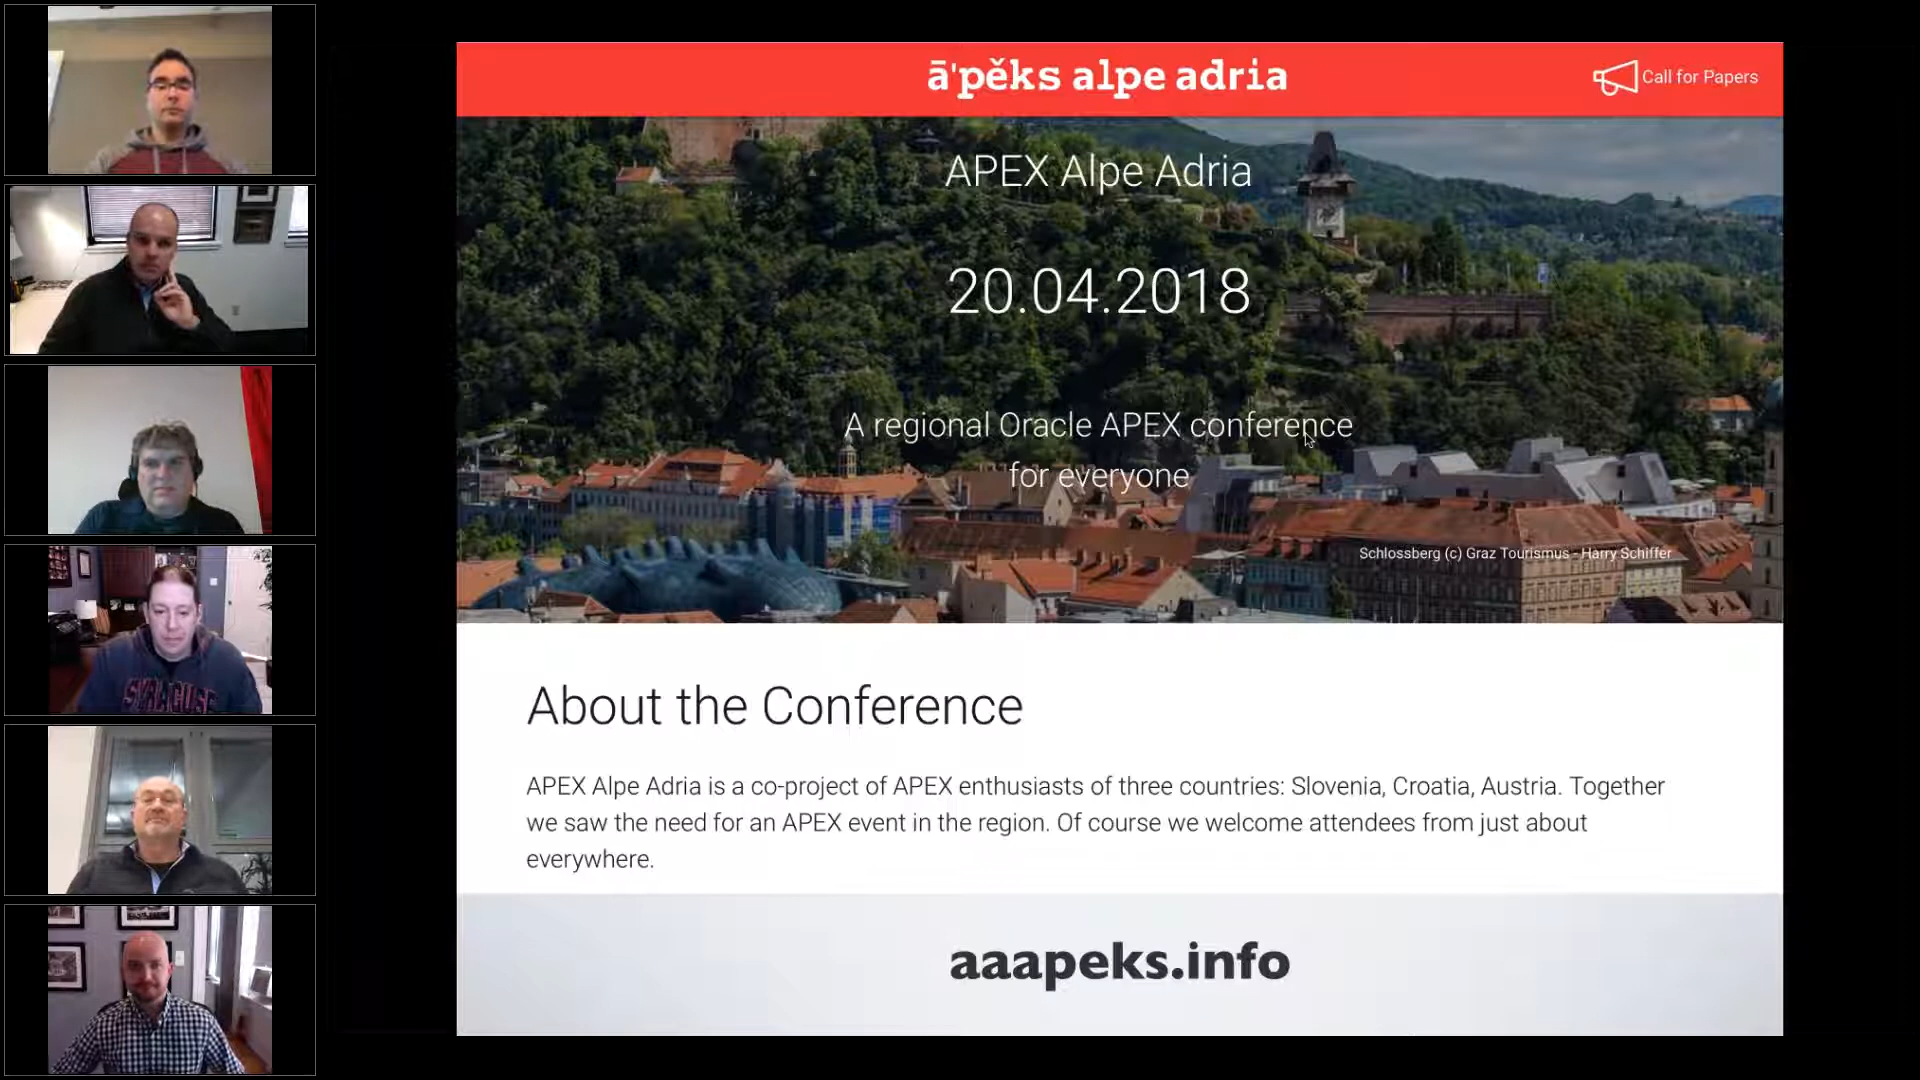 ā'pěks alpe adria
Call for Papers
APEX Alpe Adria
20.04.2018
A regional Oracle APEX conference
for everyone
Schlossberg (c) Graz Tourismus - Harry Schiffer
About the Conference
APEX Alpe Adria is a co-project of APEX enthusiasts of three countries: Slovenia, Croatia, Austria. Together
we saw the need for an APEX event in the region. Of course we welcome attendees from just about
everywhere.
aaapeks.info
SYRACUSE